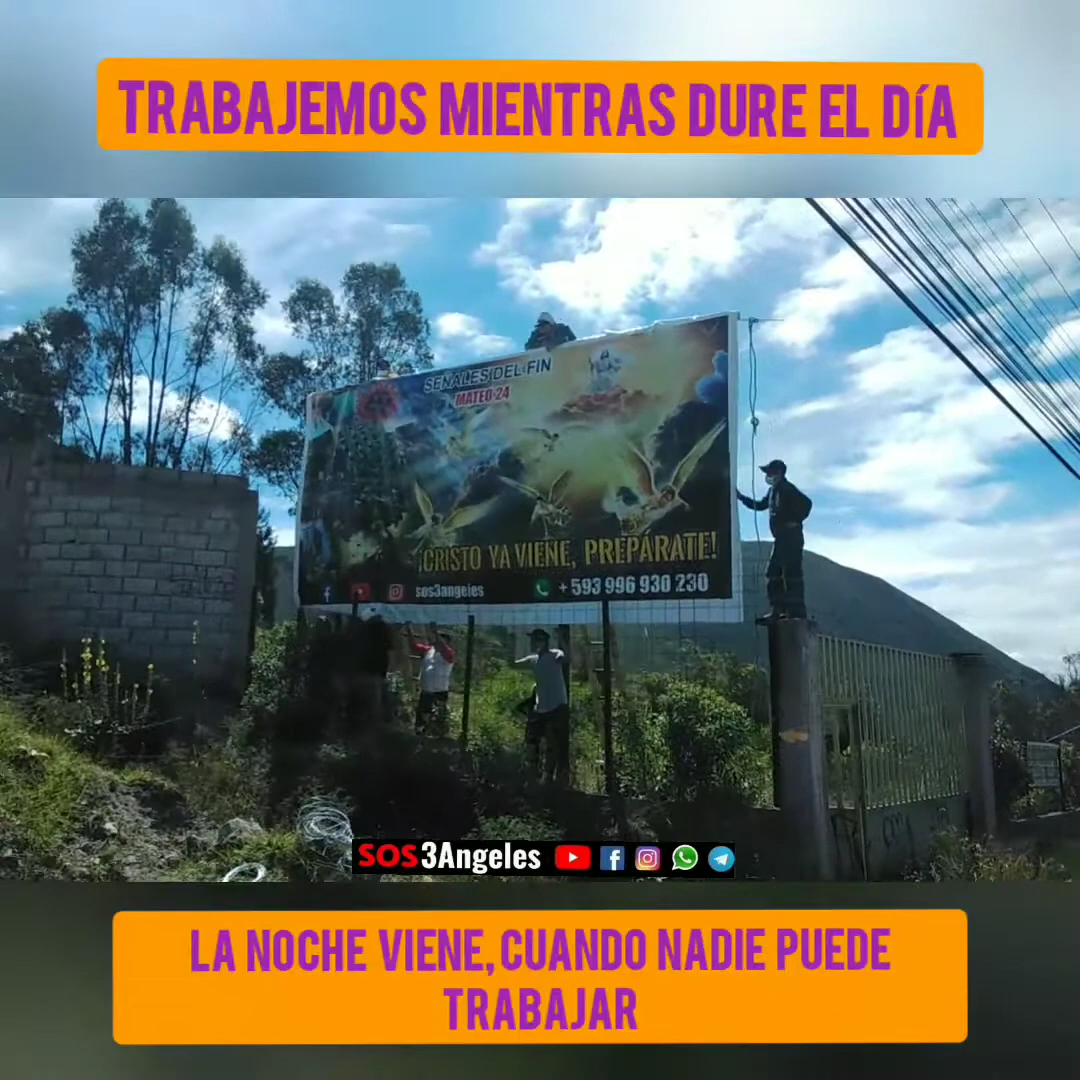 TRABAJEMOS MIENTRAS DURE EL DíA
SEÑALES DEL FIN
MATEO 24
¡CRISTO YA VIENE, PREPÁRATE!
sos3angeles
+593 996 930 230
SOS3Angeles
LA NOCHE VIENE, CUANDO NADIE PUEDE
TRABAJAR